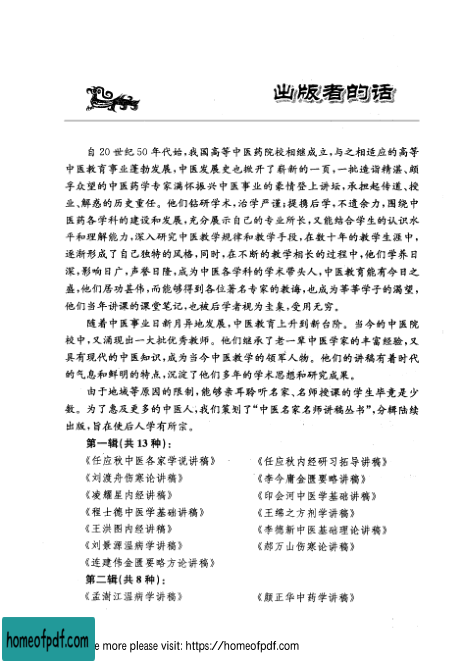 出版者的话
自20世纪50年代始,我国高等中医药院校相继成立,与之相适应的高等
中医教育事业蓬勃发展,中医发展史也掀开了崭新的一页,一批造诣精湛、颇
孚众望的中医药学专家满怀振兴中医事业的豪情登上讲坛,承担起传道、授
业、解惑的历史重任。他们钻研学术,治学严谨;提携后学,不遗余力,围绕中
医药各学科的建设和发展,充分展示自己的专业所长,又能结合学生的认识水
平和理解能力,深入研究中医教学规律和教学手段,在数十年的教学生涯中,
逐渐形成了自己独特的风格,同时,在不断的教学相长的过程中,他们学养日
深,影响日广,声誉日隆,成为中医各学科的学术带头人,中医教育能有今日之
盛,他们居功甚伟,而能够得到各位著名专家的教诲,也成为莘莘学子的渴望,
他们当年讲课的课堂笔记,也被后学者视为圭臬,受用无穷。
随着中医事业日新月异地发展,中医教育上升到新台阶。当今的中医院
校中,又涌现出一大批优秀教师。他们继承了老一辈中医学家的丰富经验,又
具有现代的中医知识,成为当今中医教学的领军人物。他们的讲稿有着时代
的气息和鲜明的特点,沉淀了他们多年的学术思想和研究成果。
由于地域等原因的限制,能够亲耳聆听名家、名师授课的学生毕竟是少
数。为了惠及更多的中医人,我们策划了“中医名家名师讲稿丛书”,分辑陆续
出版,旨在使后人学有所宗。
第一辑(共13种):
《任应秋中医各家学说讲稿》 《任应秋内经研习拓导讲稿》
《刘渡舟伤寒论讲稿》 《李今庸金匮要略讲稿》
《凌耀星内经讲稿》 《印会河中医学基础讲稿》
《程士德中医学基础讲稿》 《王绵之方剂学讲稿》
《王洪图内经讲稿》 《李德新中医基础理论讲稿》
《刘景源温病学讲稿》 《郝万山伤寒论讲稿》
《连建伟金匮要略方论讲稿》
第二辑(共8种):
《孟澍江温病学讲稿》 《颜正华中药学讲稿》
homeofpdf.com
e more please visit: https://homeofpdf.com